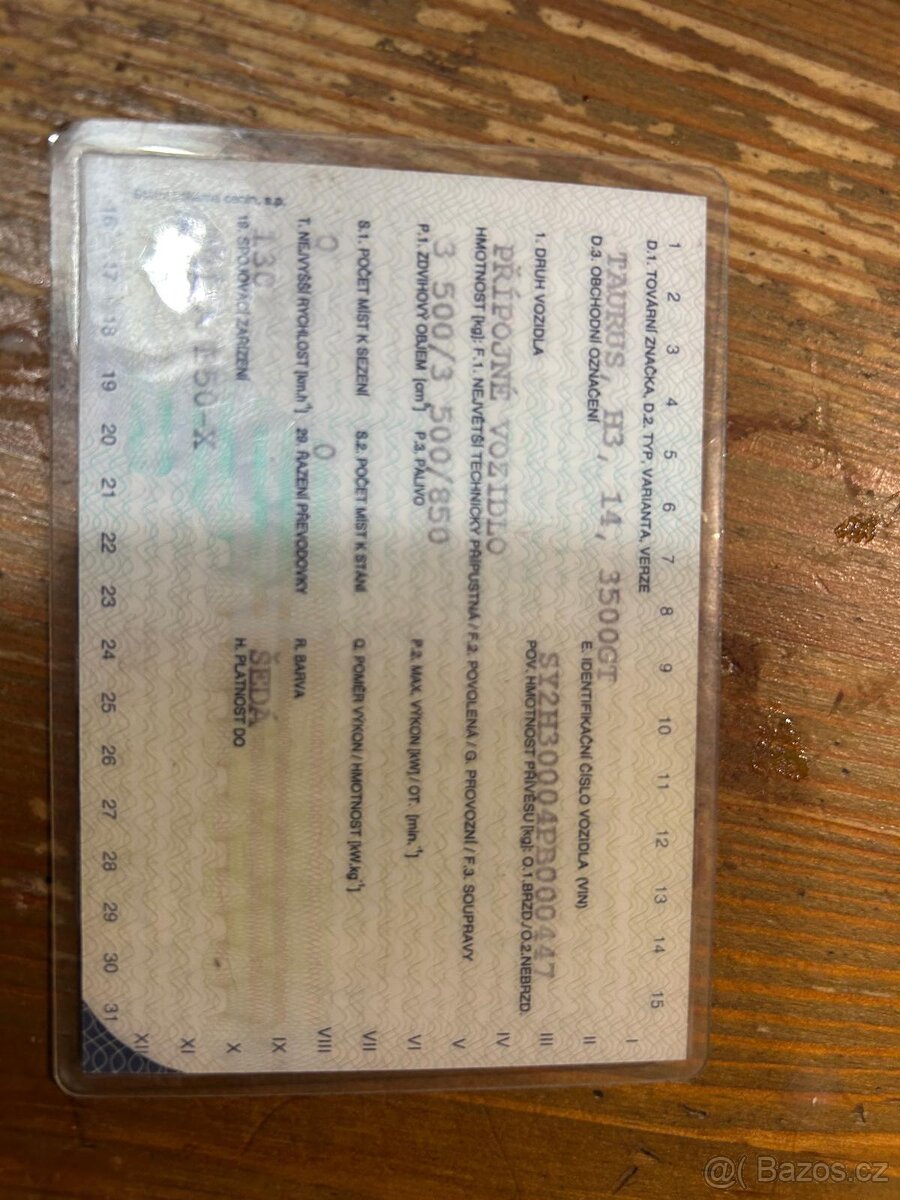 1 2 3 4 5 6 7 8 9 10 11 12 13 14 15
D.1. TOVÁRNÍ ZNAČKA, D.2. TYP, VARIANTA, VERZE
TAURUS, H3, 14, 3500GT
D.3. OBCHODNÍ OZNAČENÍ E. IDENTIFIKAČNÍ ČÍSLO VOZIDLA (VIN)
SY2H30004PB000447
1. DRUH VOZIDLA POV. HMOTNOST PŘÍVĚSU [kg]: O.1.BRZD./O.2.NEBRZD.
PŘÍPOJNÉ VOZIDLO
HMOTNOST [kg]: F.1. NEJVĚTŠÍ TECHNICKY PŘÍPUSTNÁ / F.2. POVOLENÁ / G. PROVOZNÍ / F.3. SOUPRAVY
3 500/3 500/850
P.1. ZDVIHOVÝ OBJEM [cm³] P.3. PALIVO P.2. MAX. VÝKON [kW] / OT. [min.⁻¹]
S.1. POČET MÍST K SEZENÍ S.2. POČET MÍST K STÁNÍ Q. POMĚR VÝKON / HMOTNOST [kW.kg⁻¹]
0 0
T. NEJVYŠŠÍ RYCHLOST [km.h⁻¹] 29. ŘAZENÍ PŘEVODOVKY R. BARVA
130 ŠEDÁ
19. SPOJOVACÍ ZAŘÍZENÍ H. PLATNOST DO
150-X
16 17 18 19 20 21 22 23 24 25 26 27 28 29 30 31
I
II
III
IV
V
VI
VII
VIII
IX
X
XI
XII
@( Bazos.cz